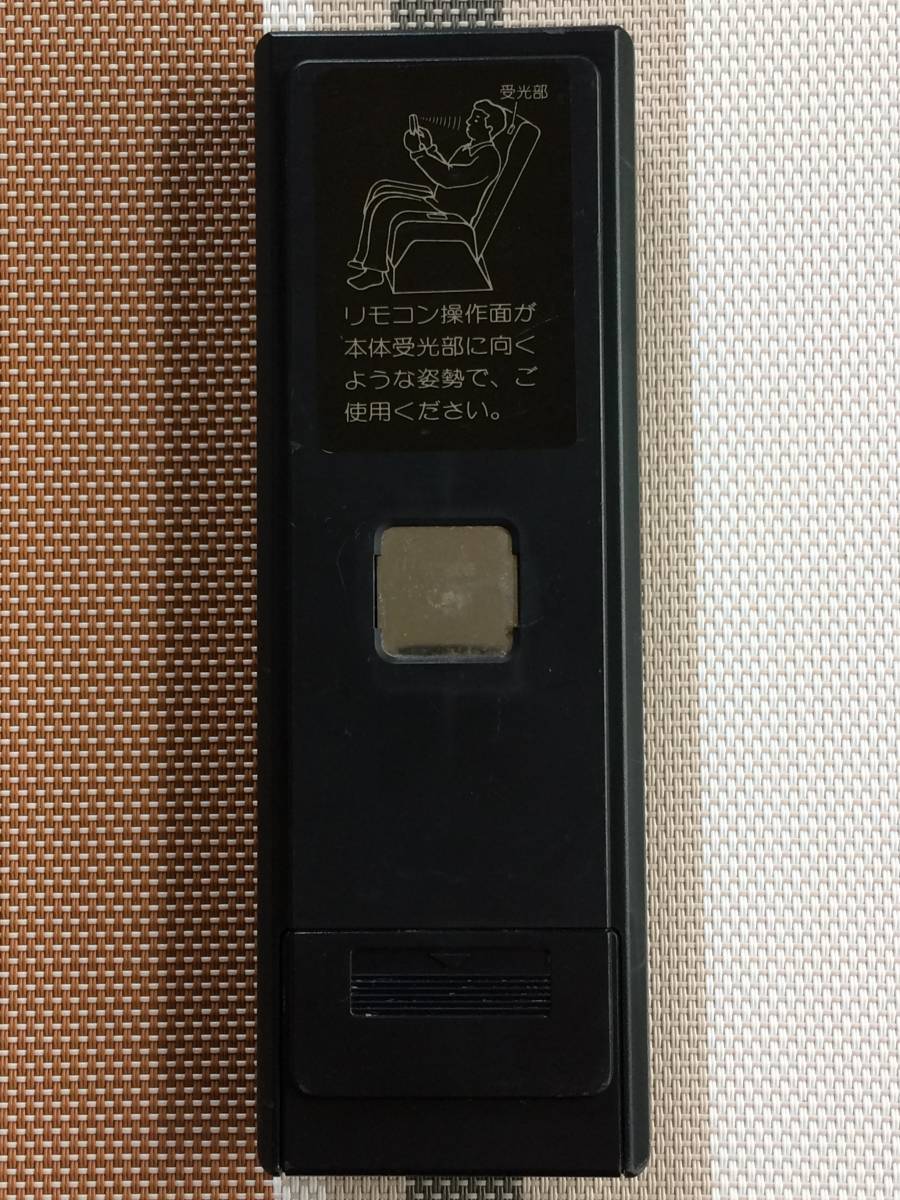 受光部
リモコン操作面が
本体受光部に向く
ような姿勢で、ご
使用ください。